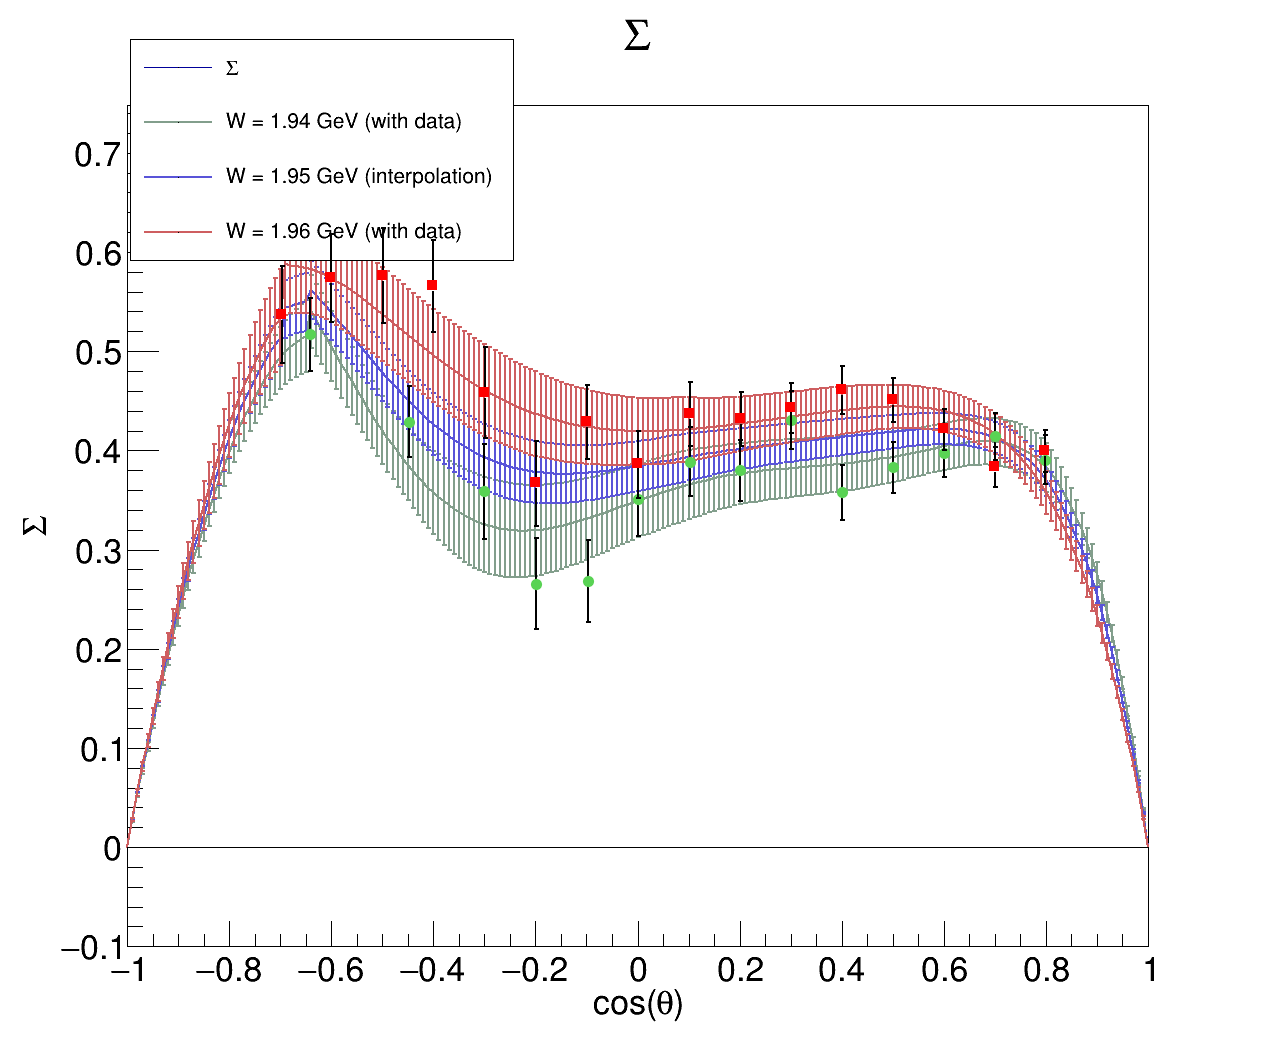 Σ
Σ
W = 1.94 GeV (with data)
W = 1.95 GeV (interpolation)
W = 1.96 GeV (with data)
0.7
0.6
0.5
0.4
0.3
0.2
0.1
0
−0.1
Σ
−1 −0.8 −0.6 −0.4 −0.2 0 0.2 0.4 0.6 0.8 1
cos(θ)